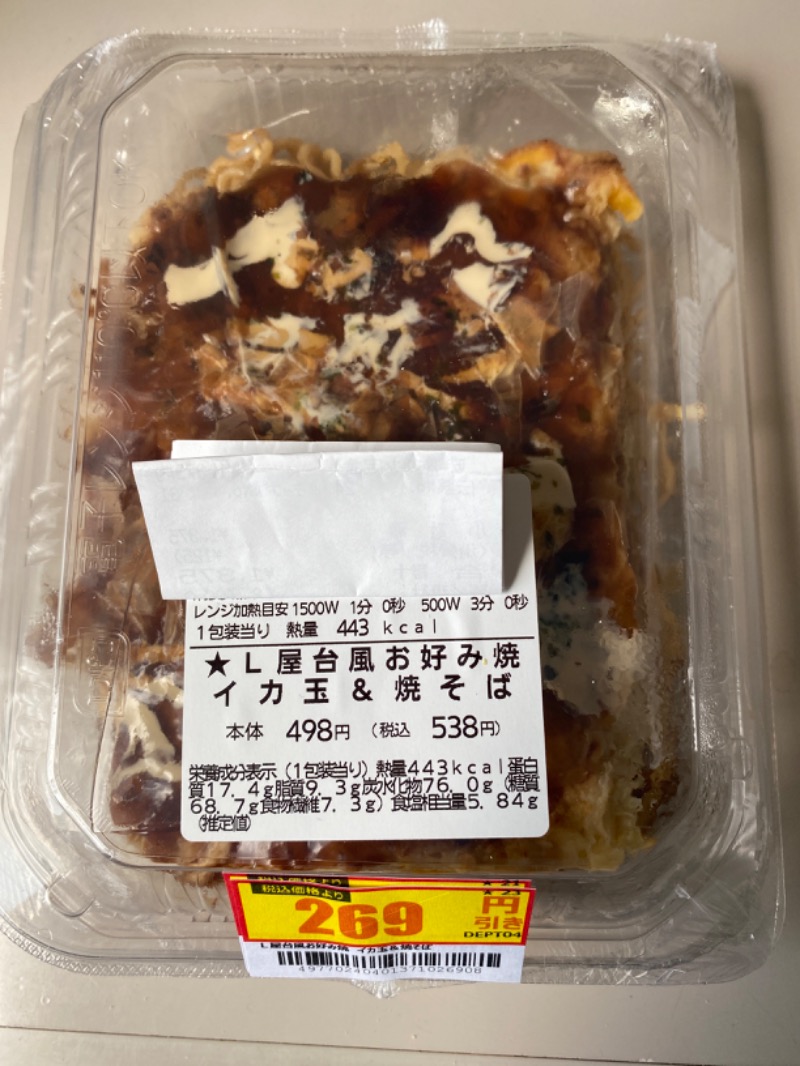 レンジ加熱目安1500W 1分 0秒 500W 3分 0秒
1包装当り 熱量 443 kcal
★L屋台風お好み焼
イカ玉&焼そば
本体 498円 (税込 538円)
栄養成分表示(1包装当り)熱量443kcal蛋白
質17.4g脂質9.3g炭水化物76.0g(糖質
68.7g食物繊維7.3g)食塩相当量5.84g
(推定値)
税込価格より
269
円
引き
DEPT04
L屋台風お好み焼 イカ玉&焼そば